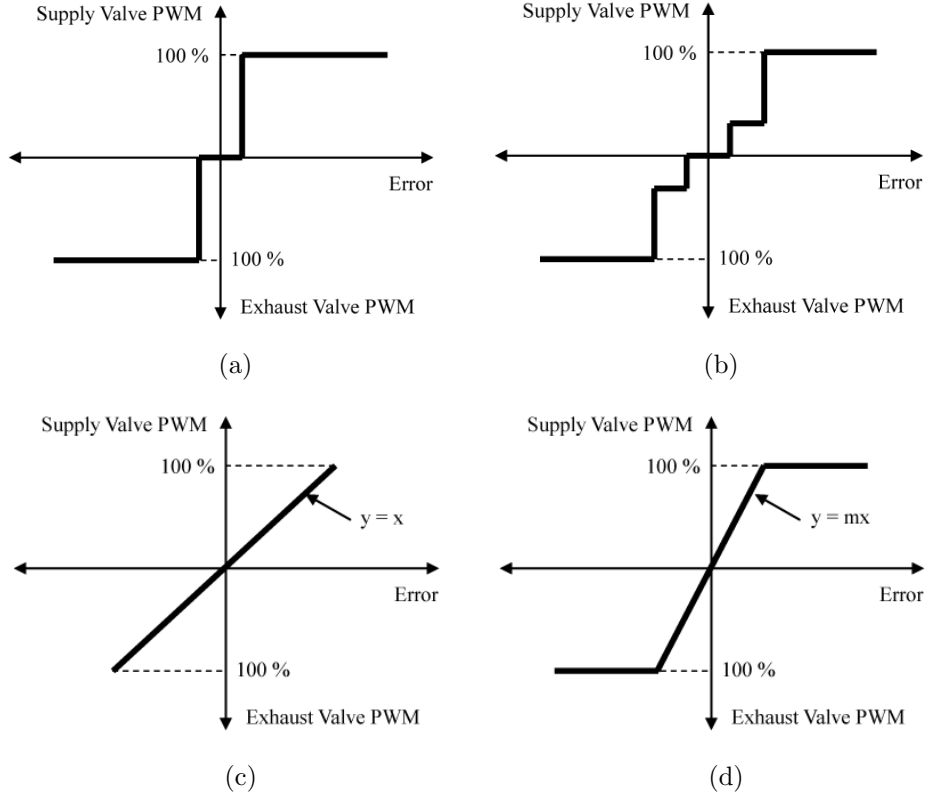 Supply Valve PWM
100 %
Error
100 %
Exhaust Valve PWM
(a)
Supply Valve PWM
100 %
Error
100 %
Exhaust Valve PWM
(b)
Supply Valve PWM
100 %
y = x
Error
100 %
Exhaust Valve PWM
(c)
Supply Valve PWM
100 %
y = mx
Error
100 %
Exhaust Valve PWM
(d)